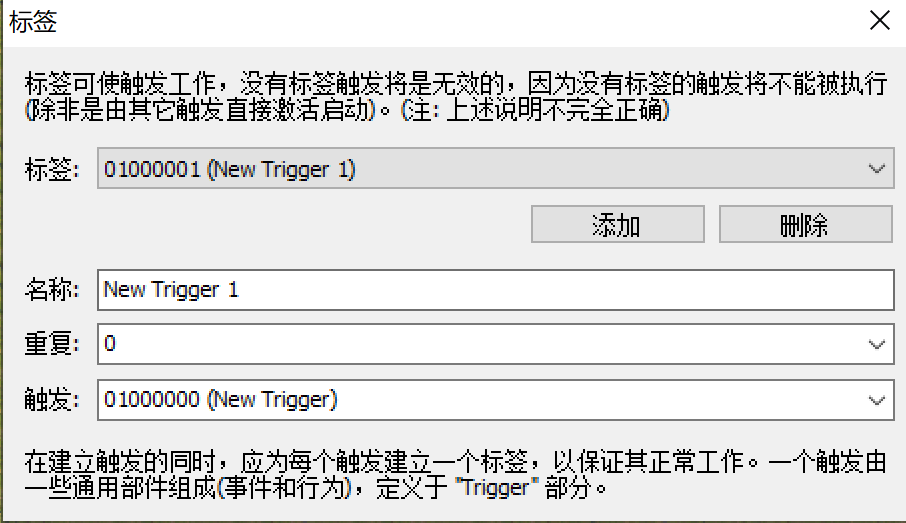 标签
标签可使触发工作，没有标签触发将是无效的，因为没有标签的触发将不能被执行
(除非是由其它触发直接激活启动)。(注: 上述说明不完全正确)
标签: 01000001 (New Trigger 1)
添加 删除
名称: New Trigger 1
重复: 0
触发: 01000000 (New Trigger)
在建立触发的同时，应为每个触发建立一个标签，以保证其正常工作。一个触发由
一些通用部件组成(事件和行为)，定义于 "Trigger" 部分。